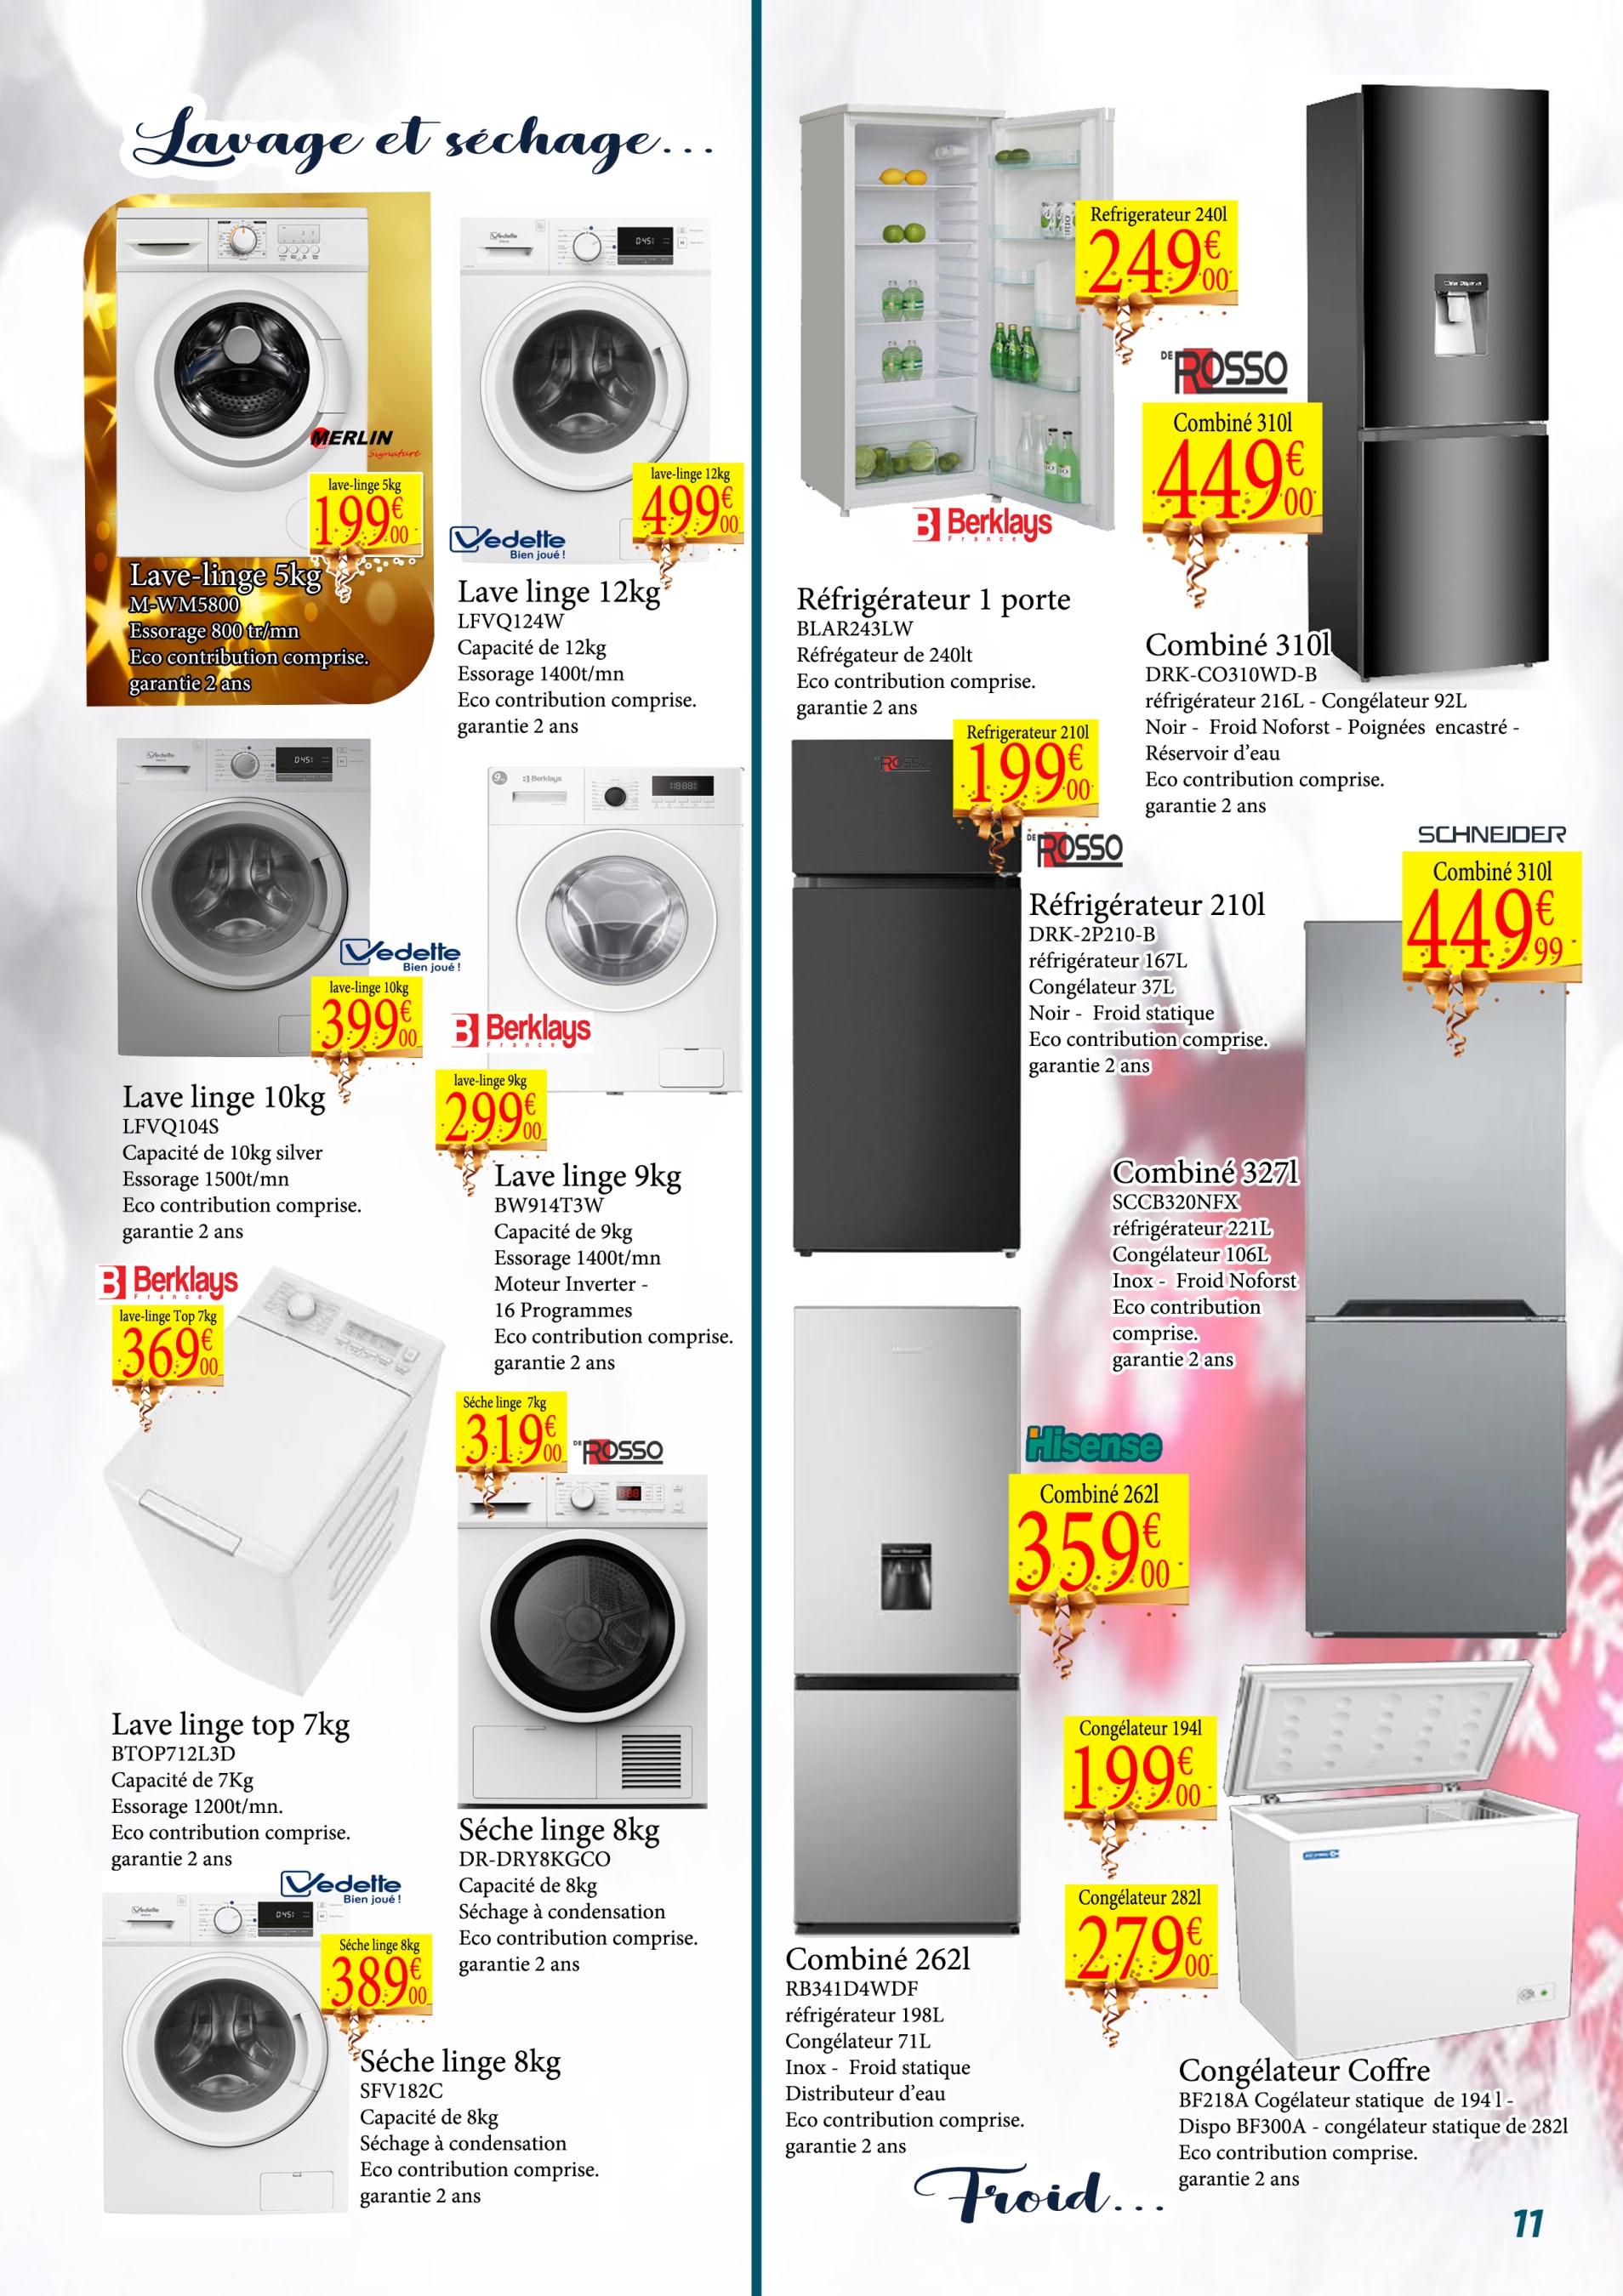 Lavage et séchage...
MERLIN
Signature
lave-linge 5kg
199€00
Lave-linge 5kg
M-WM5800
Essorage 800 tr/mn
Eco contribution comprise.
garantie 2 ans
Vedette
Vedette
Bien joué !
lave-linge 12kg
499€00
Lave linge 12kg
LFVQ124W
Capacité de 12kg
Essorage 1400t/mn
Eco contribution comprise.
garantie 2 ans
Vedette
Vedette
Bien joué !
lave-linge 10kg
399€00
Lave linge 10kg
LFVQ104S
Capacité de 10kg silver
Essorage 1500t/mn
Eco contribution comprise.
garantie 2 ans
Berklays
Berklays
France
lave-linge 9kg
299€00
Lave linge 9kg
BW914T3W
Capacité de 9kg
Essorage 1400t/mn
Moteur Inverter -
16 Programmes
Eco contribution comprise.
garantie 2 ans
Berklays
France
lave-linge Top 7kg
369€00
Lave linge top 7kg
BTOP712L3D
Capacité de 7Kg
Essorage 1200t/mn.
Eco contribution comprise.
garantie 2 ans
Séche linge 7kg
319€00
DE ROSSO
Séche linge 8kg
DR-DRY8KGCO
Capacité de 8kg
Séchage à condensation
Eco contribution comprise.
garantie 2 ans
Vedette
Bien joué !
Vedette
Séche linge 8kg
389€00
Séche linge 8kg
SFV182C
Capacité de 8kg
Séchage à condensation
Eco contribution comprise.
garantie 2 ans
Refrigerateur 240l
249€00
Berklays
France
Réfrigérateur 1 porte
BLAR243LW
Réfrégateur de 240lt
Eco contribution comprise.
garantie 2 ans
DE ROSSO
Combiné 310l
449€00
Combiné 310l
DRK-CO310WD-B
réfrigérateur 216L - Congélateur 92L
Noir - Froid Noforst - Poignées encastré -
Réservoir d'eau
Eco contribution comprise.
garantie 2 ans
ROSSO
Refrigerateur 210l
199€00
DE ROSSO
Réfrigérateur 210l
DRK-2P210-B
réfrigérateur 167L
Congélateur 37L
Noir - Froid statique
Eco contribution comprise.
garantie 2 ans
SCHNEIDER
Combiné 310l
449€99
Combiné 327l
SCCB320NFX
réfrigérateur 221L
Congélateur 106L
Inox - Froid Noforst
Eco contribution
comprise.
garantie 2 ans
Hisense
Combiné 262l
359€00
Combiné 262l
RB341D4WDF
réfrigérateur 198L
Congélateur 71L
Inox - Froid statique
Distributeur d'eau
Eco contribution comprise.
garantie 2 ans
Congélateur 194l
199€00
Congélateur 282l
279€00
Congélateur Coffre
BF218A Cogélateur statique de 194 l -
Dispo BF300A - congélateur statique de 282l
Eco contribution comprise.
garantie 2 ans
Froid...
11